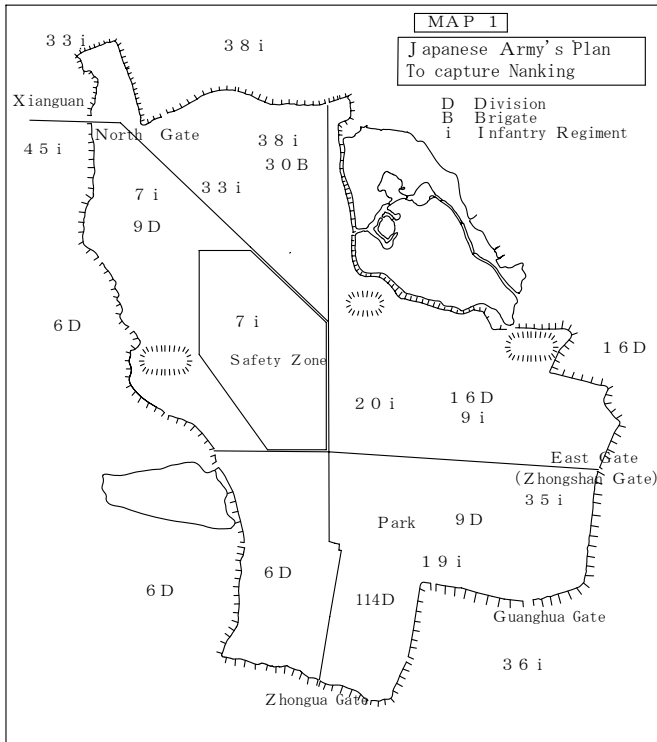 MAP 1
Japanese Army's Plan
To capture Nanking
D Division
B Brigate
i Infantry Regiment
33i
38i
Xianguan
North Gate
45i
38i
30B
33i
7i
9D
7i
Safety Zone
6D
16D
20i
16D
9i
East Gate
(Zhongshan Gate)
35i
Park
9D
19i
6D
6D
114D
Guanghua Gate
36i
Zhongua Gate